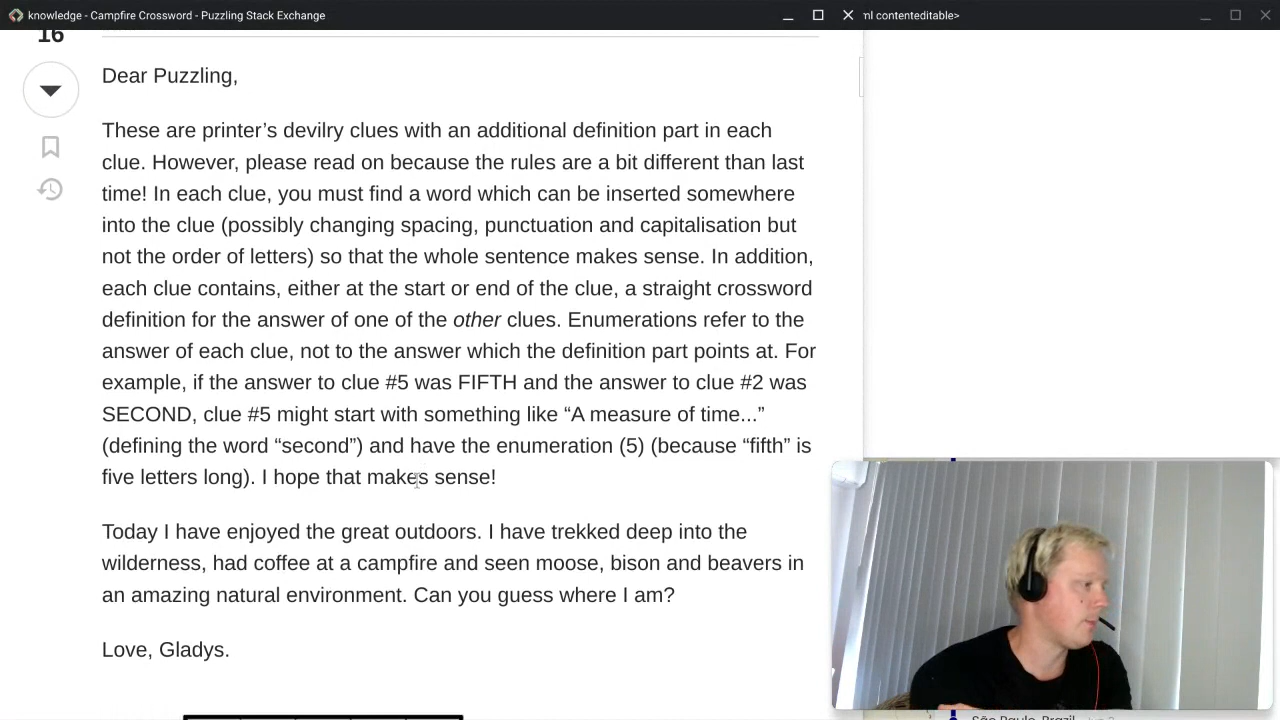 knowledge - Campfire Crossword - Puzzling Stack Exchange
ml contenteditable>
16
Dear Puzzling,
These are printer's devilry clues with an additional definition part in each
clue. However, please read on because the rules are a bit different than last
time! In each clue, you must find a word which can be inserted somewhere
into the clue (possibly changing spacing, punctuation and capitalisation but
not the order of letters) so that the whole sentence makes sense. In addition,
each clue contains, either at the start or end of the clue, a straight crossword
definition for the answer of one of the other clues. Enumerations refer to the
answer of each clue, not to the answer which the definition part points at. For
example, if the answer to clue #5 was FIFTH and the answer to clue #2 was
SECOND, clue #5 might start with something like “A measure of time...”
(defining the word “second”) and have the enumeration (5) (because “fifth” is
five letters long). I hope that makes sense!
Today I have enjoyed the great outdoors. I have trekked deep into the
wilderness, had coffee at a campfire and seen moose, bison and beavers in
an amazing natural environment. Can you guess where I am?
Love, Gladys.
São Paulo, Brazil